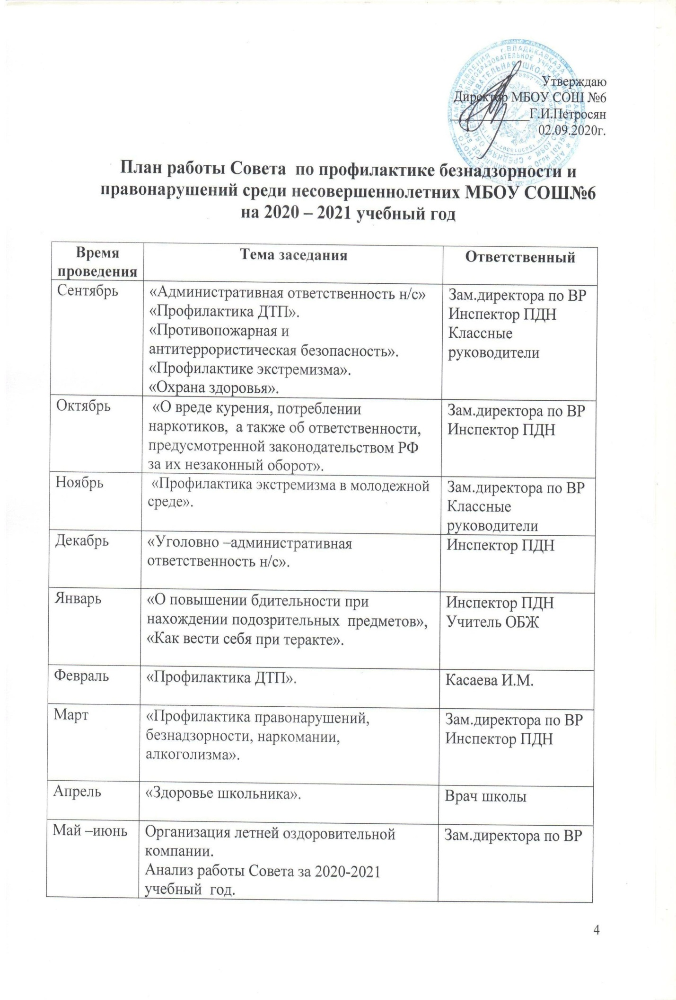 г.ВЛАДИКАВКАЗА
Утверждаю
Директор МБОУ СОШ №6
____________Г.И.Петросян
02.09.2020г.
План работы Совета  по профилактике безнадзорности и
правонарушений среди несовершеннолетних МБОУ СОШ№6
на 2020 – 2021 учебный год
Время
проведения
Тема заседания
Ответственный
Сентябрь
«Административная ответственность н/с»
«Профилактика ДТП».
«Противопожарная и
антитеррористическая безопасность».
«Профилактике экстремизма».
«Охрана здоровья».
Зам.директора по ВР
Инспектор ПДН
Классные
руководители
Октябрь
«О вреде курения, потреблении
наркотиков,  а также об ответственности,
предусмотренной законодательством РФ
за их незаконный оборот».
Зам.директора по ВР
Инспектор ПДН
Ноябрь
«Профилактика экстремизма в молодежной
среде».
Зам.директора по ВР
Классные
руководители
Декабрь
«Уголовно –административная
ответственность н/с».
Инспектор ПДН
Январь
«О повышении бдительности при
нахождении подозрительных  предметов»,
«Как вести себя при теракте».
Инспектор ПДН
Учитель ОБЖ
Февраль
«Профилактика ДТП».
Касаева И.М.
Март
«Профилактика правонарушений,
безнадзорности, наркомании,
алкоголизма».
Зам.директора по ВР
Инспектор ПДН
Апрель
«Здоровье школьника».
Врач школы
Май –июнь
Организация летней оздоровительной
компании.
Анализ работы Совета за 2020-2021
учебный  год.
Зам.директора по ВР
4